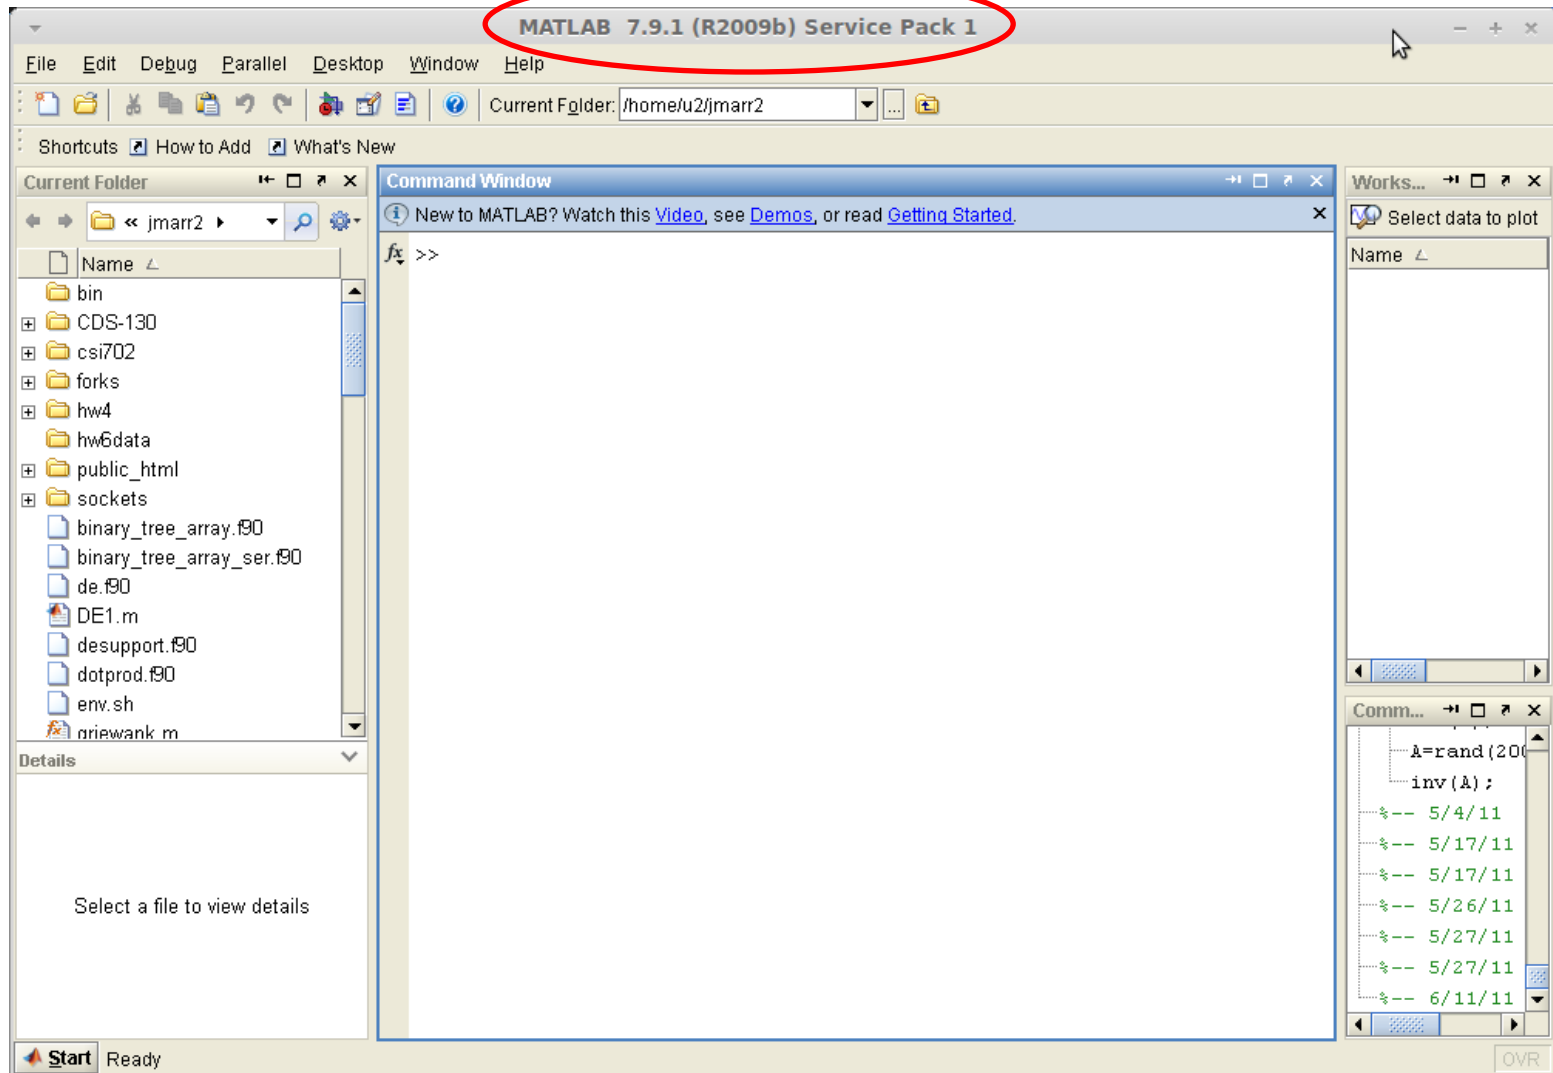 MATLAB 7.9.1 (R2009b) Service Pack 1
File Edit Debug Parallel Desktop Window Help
Current Folder: /home/u2/jmarr2 ...
Shortcuts How to Add What's New
Current Folder
« jmarr2
Name
bin
CDS-130
csi702
forks
hw4
hw6data
public_html
sockets
binary_tree_array.f90
binary_tree_array_ser.f90
de.f90
DE1.m
desupport.f90
dotprod.f90
env.sh
griewank.m
Details
Select a file to view details
Command Window
New to MATLAB? Watch this Video, see Demos, or read Getting Started.
fx >>
Works...
Select data to plot
Name
Comm...
A=rand(200
inv(A);
%-- 5/4/11
%-- 5/17/11
%-- 5/17/11
%-- 5/26/11
%-- 5/27/11
%-- 5/27/11
%-- 6/11/11
Start Ready
OVR